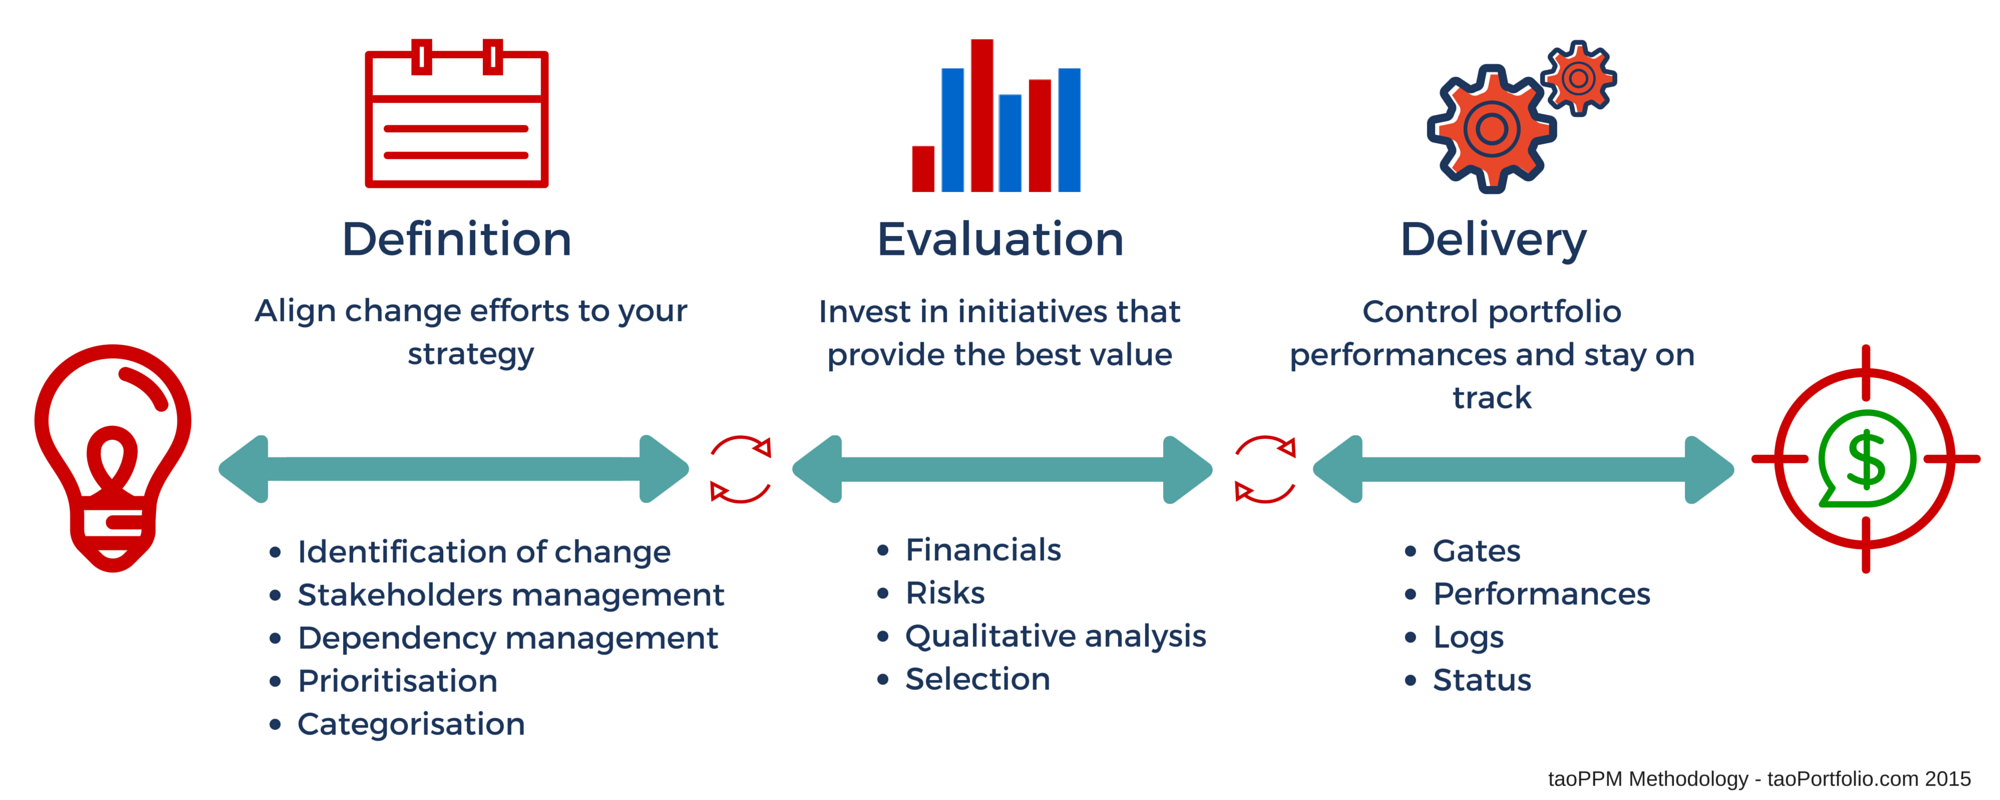 Definition
Align change efforts to your
strategy
• Identification of change
• Stakeholders management
• Dependency management
• Prioritisation
• Categorisation
Evaluation
Invest in initiatives that
provide the best value
• Financials
• Risks
• Qualitative analysis
• Selection
Delivery
Control portfolio
performances and stay on
track
• Gates
• Performances
• Logs
• Status
$
taoPPM Methodology - taoPortfolio.com 2015